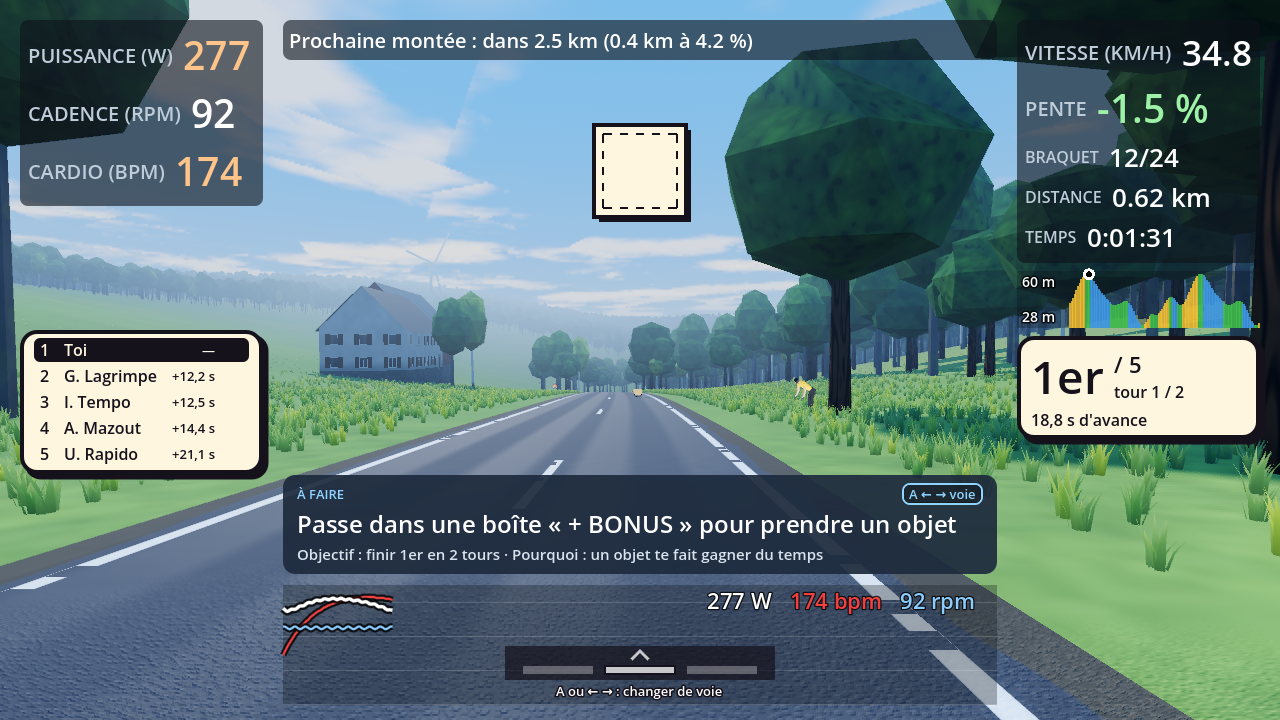 PUISSANCE (W) 277
CADENCE (RPM) 92
CARDIO (BPM) 174
Prochaine montée : dans 2.5 km (0.4 km à 4.2 %)
VITESSE (KM/H) 34.8
PENTE -1.5 %
BRAQUET 12/24
DISTANCE 0.62 km
TEMPS 0:01:31
60 m
28 m
1 Toi —
2 G. Lagrimpe +12,2 s
3 I. Tempo +12,5 s
4 A. Mazout +14,4 s
5 U. Rapido +21,1 s
1er / 5
tour 1 / 2
18,8 s d'avance
À FAIRE
A ← → voie
Passe dans une boîte « + BONUS » pour prendre un objet
Objectif : finir 1er en 2 tours · Pourquoi : un objet te fait gagner du temps
277 W 174 bpm 92 rpm
A ou ← → : changer de voie